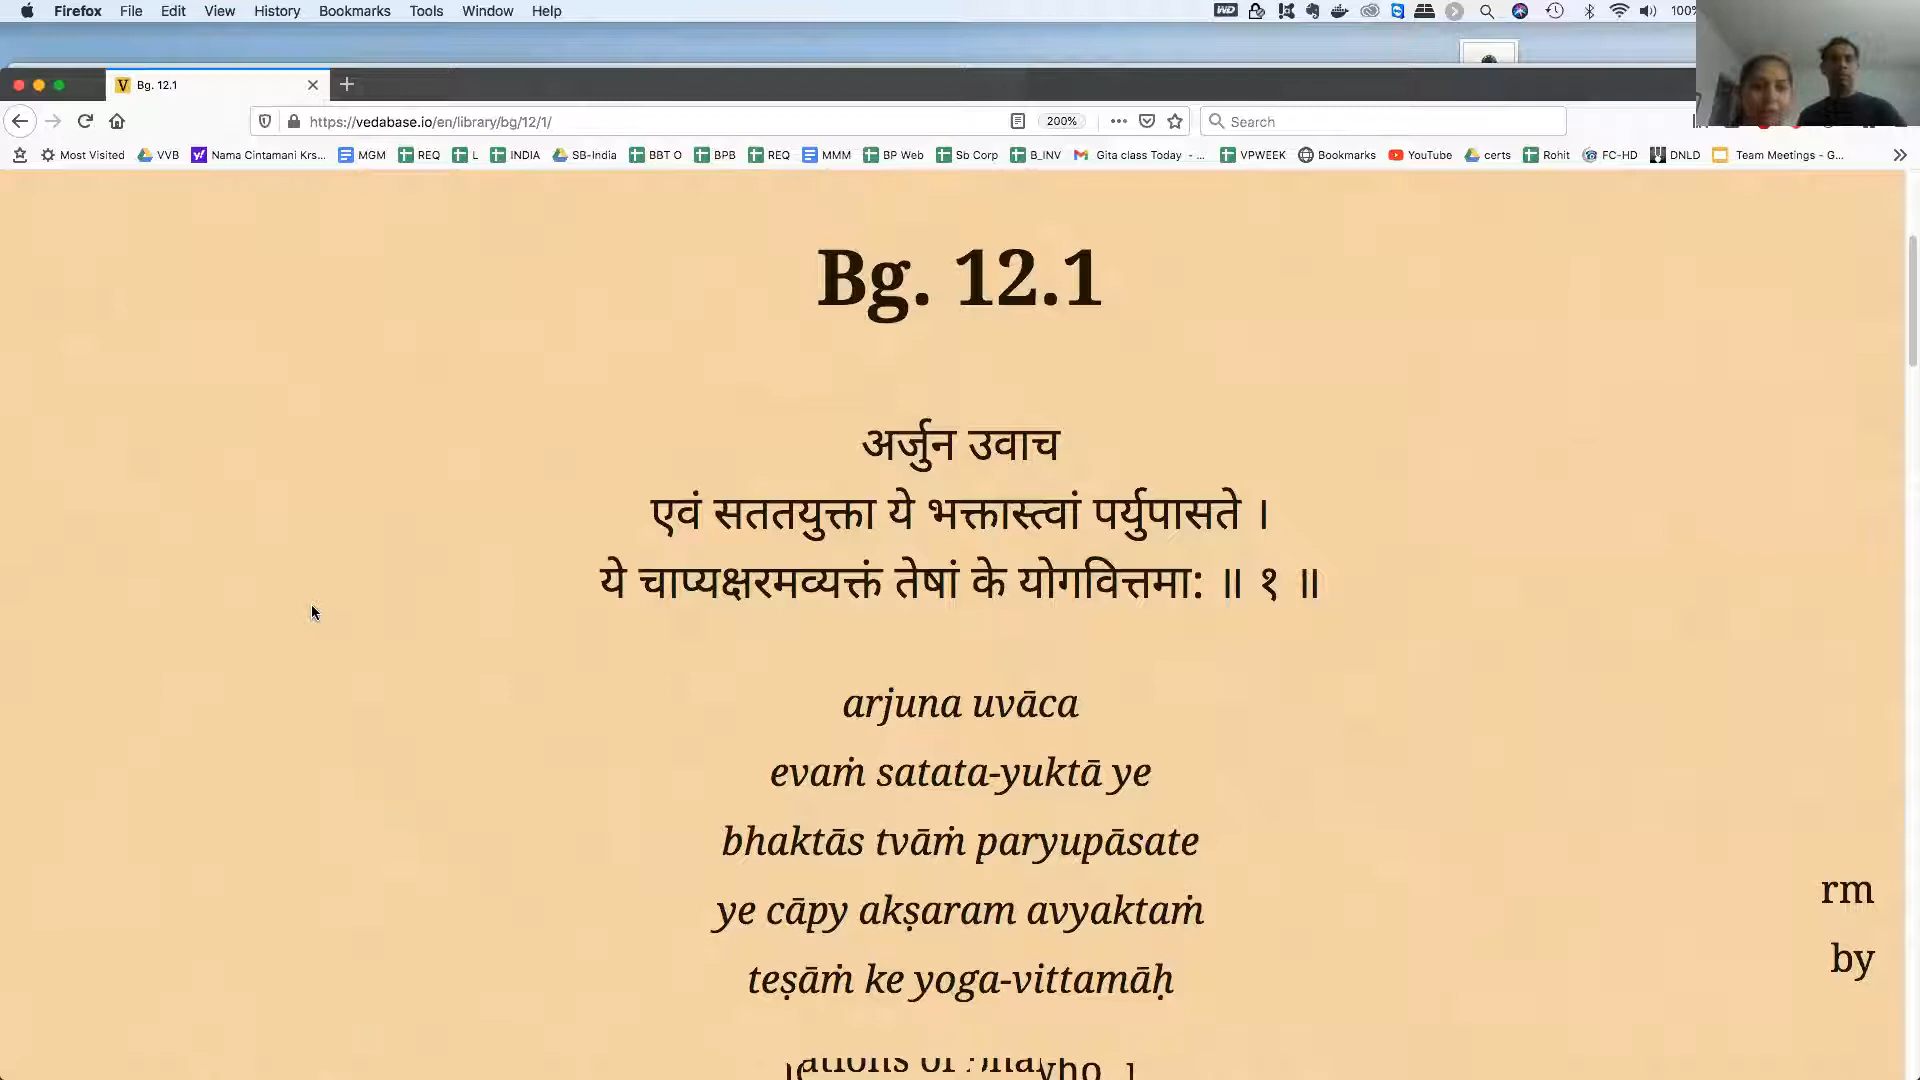 Firefox File Edit View History Bookmarks Tools Window Help 100%
Bg. 12.1
https://vedabase.io/en/library/bg/12/1/ 200% Search
Most Visited VVB Nama Cintamani Krs... MGM REQ L INDIA SB-India BBT O BPB REQ MMM BP Web Sb Corp B_INV Gita class Today - ... VPWEEK Bookmarks YouTube certs Rohit FC-HD DNLD Team Meetings - G...
Bg. 12.1
अर्जुन उवाच
एवं सततयुक्ता ये भक्तास्त्वां पर्युपासते ।
ये चाप्यक्षरमव्यक्तं तेषां के योगवित्तमा: ॥ १ ॥
arjuna uvāca
evaṁ satata-yuktā ye
bhaktās tvāṁ paryupāsate
rm
ye cāpy akṣaram avyaktaṁ
by
teṣāṁ ke yoga-vittamāḥ